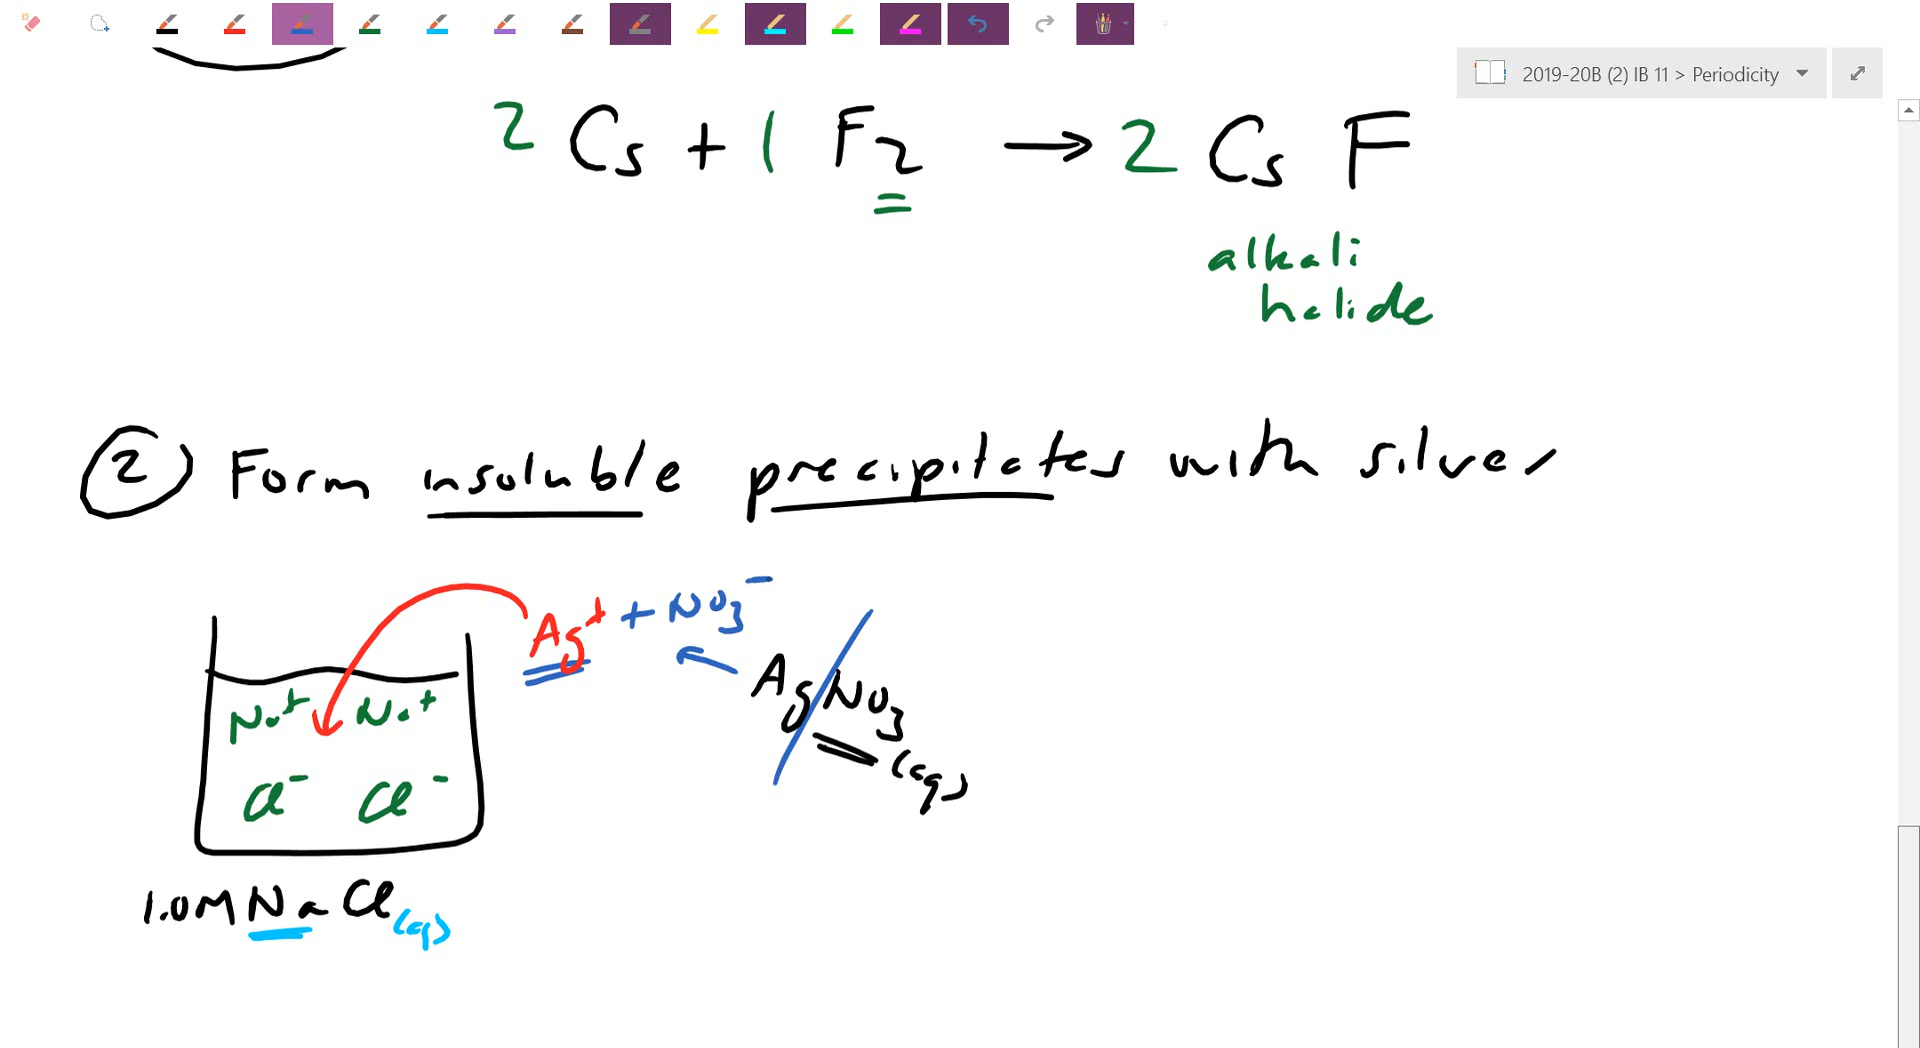 2019-20B (2) IB 11 > Periodicity
2 Cs + 1 F₂ → 2 Cs F
alkali
halide
② Form insoluble precipitates with silver
Ag⁺ + NO₃⁻
AgNO₃(aq)
Na⁺ Na⁺
Cl⁻ Cl⁻
1.0M NaCl(aq)